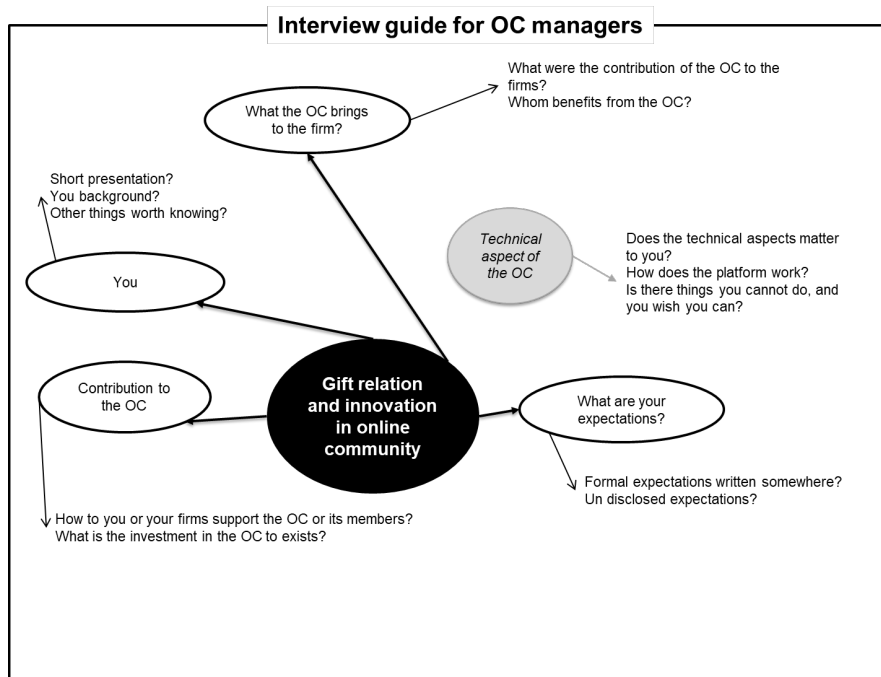 Interview guide for OC managers
What were the contribution of the OC to the
firms?
Whom benefits from the OC?
What the OC brings
to the firm?
Short presentation?
You background?
Other things worth knowing?
You
Technical
aspect of
the OC
Does the technical aspects matter
to you?
How does the platform work?
Is there things you cannot do, and
you wish you can?
Contribution to
the OC
Gift relation
and innovation
in online
community
What are your
expectations?
Formal expectations written somewhere?
Un disclosed expectations?
How to you or your firms support the OC or its members?
What is the investment in the OC to exists?